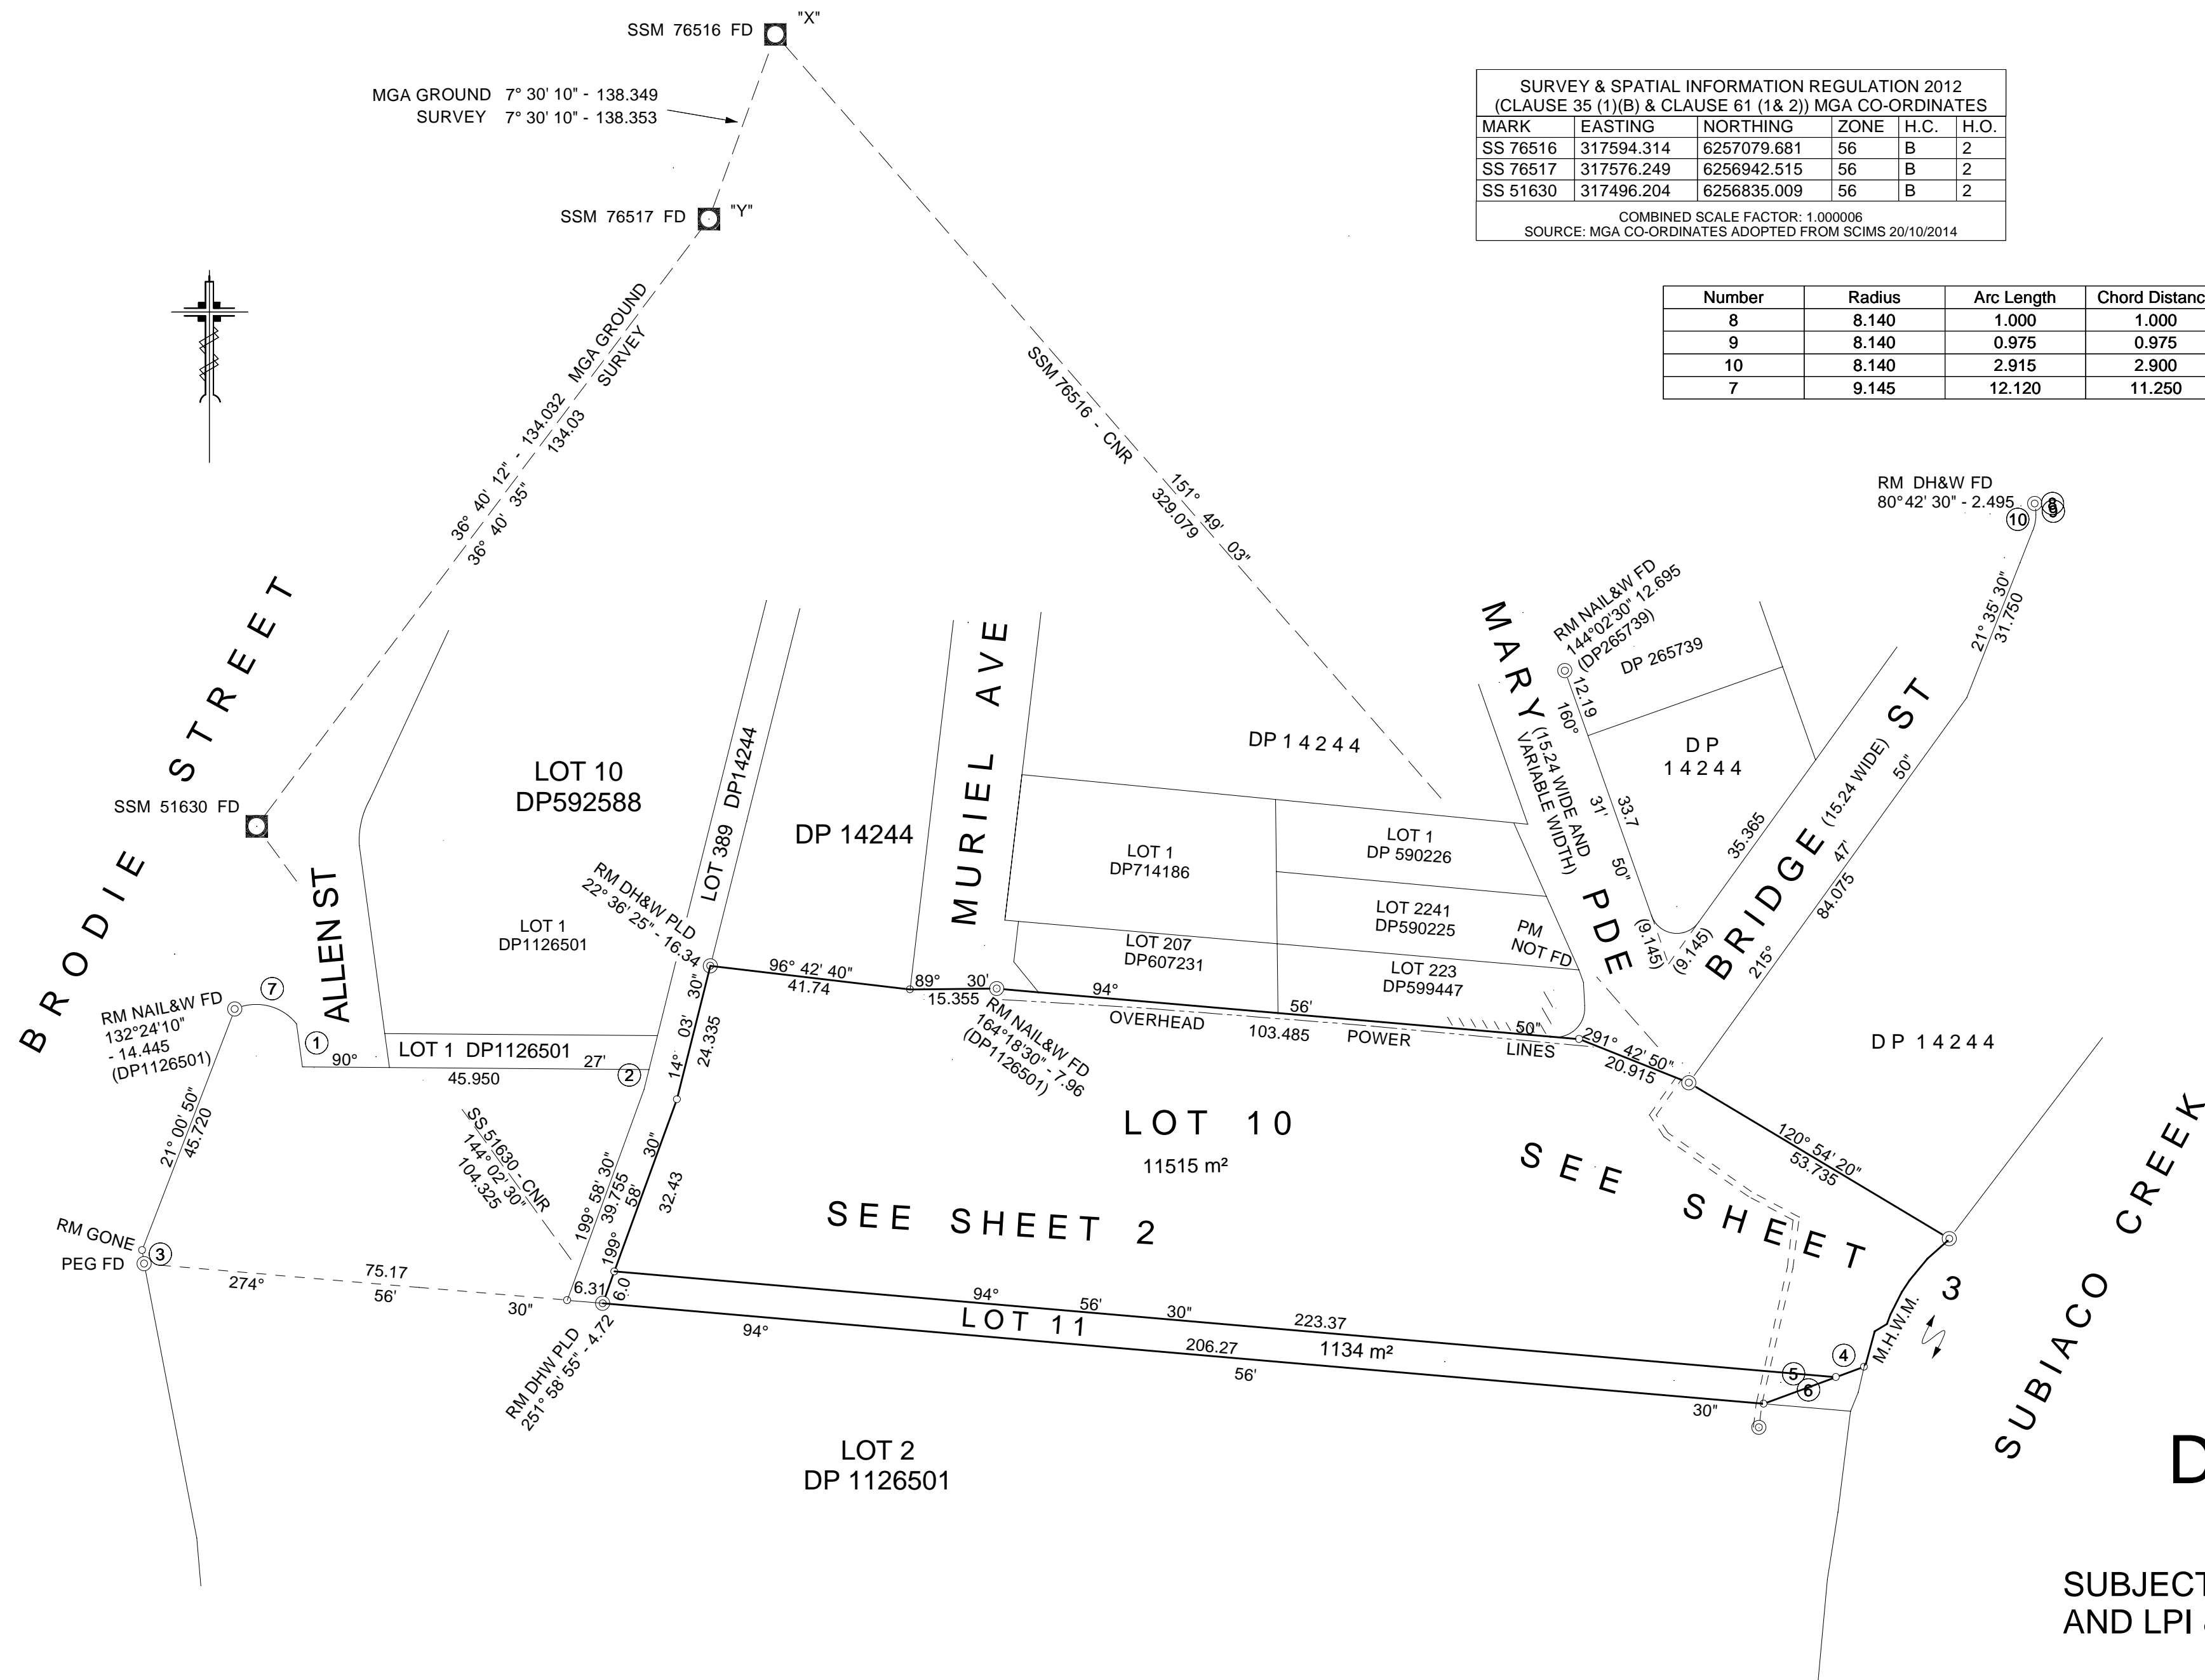 "X"
SSM 76516 FD
MGA GROUND 7° 30' 10" - 138.349
SURVEY 7° 30' 10" - 138.353
SSM 76517 FD
"Y"
SURVEY & SPATIAL INFORMATION REGULATION 2012
(CLAUSE 35 (1)(B) & CLAUSE 61 (1& 2)) MGA CO-ORDINATES
MARK EASTING NORTHING ZONE H.C. H.O.
SS 76516 317594.314 6257079.681 56 B 2
SS 76517 317576.249 6256942.515 56 B 2
SS 51630 317496.204 6256835.009 56 B 2
COMBINED SCALE FACTOR: 1.000006
SOURCE: MGA CO-ORDINATES ADOPTED FROM SCIMS 20/10/2014
Number Radius Arc Length Chord Distanc
8 8.140 1.000 1.000
9 8.140 0.975 0.975
10 8.140 2.915 2.900
7 9.145 12.120 11.250
36° 40' 12" - 134.032 MGA GROUND
36° 40' 35" 134.03 SURVEY
SSM 76516 - CNR 151° 49' 03"
329.079
RM DH&W FD
80°42' 30" - 2.495
8
9
10
21° 35' 30"
31.750
RM NAIL&W FD
144°02'30" 12.695
(DP265739)
DP 265739
12.19
160° 31' 50"
33.7
MARY PDE
(15.24 WIDE AND
VARIABLE WIDTH)
DP
14244
35.365
BRIDGE ST
(15.24 WIDE)
215° 47' 50"
84.075
(9.145)
(9.145)
BRODIE STREET
SSM 51630 FD
ALLEN ST
LOT 10
DP592588
LOT 389 DP14244
DP 14244
MURIEL AVE
DP14244
LOT 1
DP714186
LOT 1
DP 590226
LOT 2241
DP590225
LOT 207
DP607231
LOT 223
DP599447
PM
NOT FD
LOT 1
DP1126501
RM DH&W PLD
22° 36' 25" - 16.34
96° 42' 40"
41.74
89° 30'
15.355
94° 56' 50"
103.485
OVERHEAD POWER LINES
RM NAIL&W FD
164°18'30" - 7.96
(DP1126501)
291° 42' 50"
20.915
DP 14244
RM NAIL&W FD
132°24'10"
- 14.445
(DP1126501)
7
1
LOT 1 DP1126501
90° 27'
45.950
2
14° 03' 30"
24.335
21° 00' 50"
45.720
SS 51630 - CNR
144° 02' 30"
104.325
199° 58' 30"
39.755
199° 58' 30"
32.43
LOT 10
11515 m²
SEE SHEET 2
SEE SHEET 3
120° 54' 20"
53.735
SUBIACO CREEK
M.H.W.M.
RM GONE
PEG FD
3
274° 56' 30"
75.17
6.31
6.0
RM DHW PLD
251° 58' 55" - 4.72
94° 56' 30"
223.37
LOT 11
1134 m²
94° 56' 30"
206.27
4
5
6
LOT 2
DP 1126501
D
SUBJECT
AND LPI